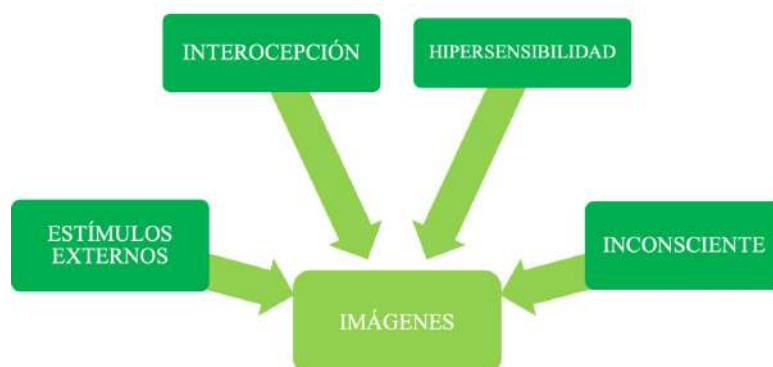 INTEROCEPCIÓN
HIPERSENSIBILIDAD
ESTÍMULOS
EXTERNOS
INCONSCIENTE
IMÁGENES